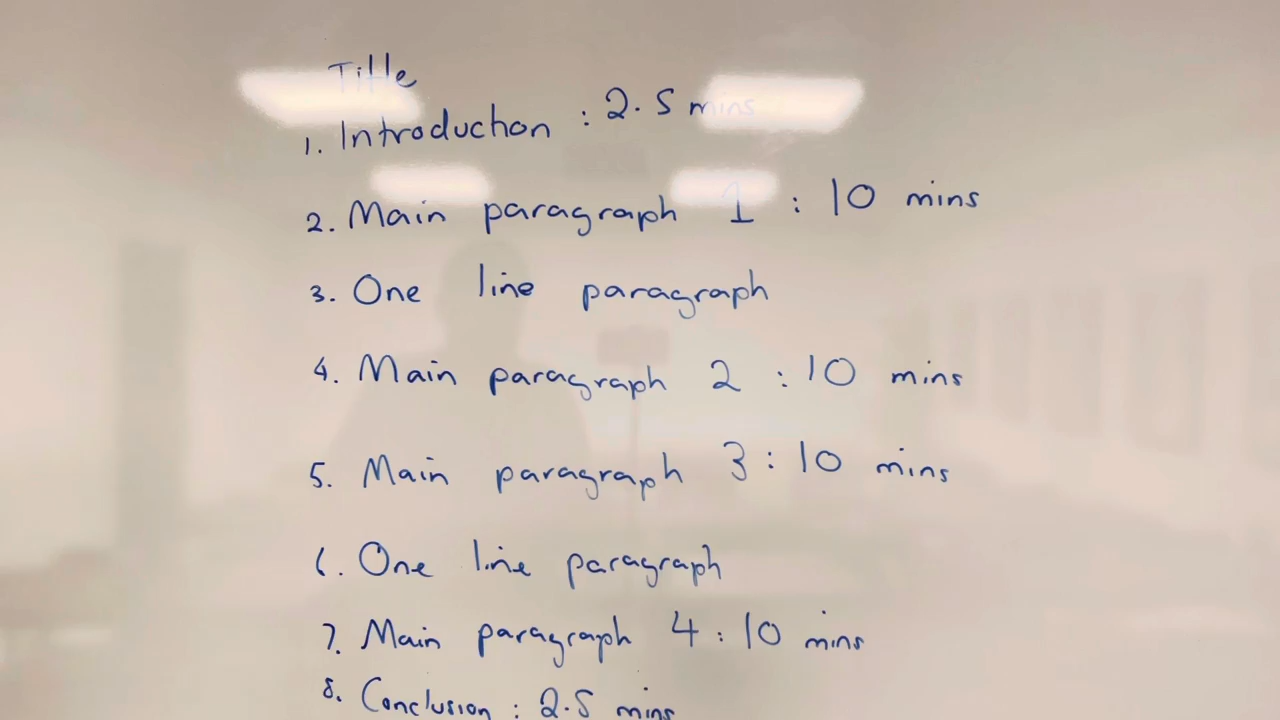 Title
1. Introduction : 2.5 mins
2. Main paragraph 1 : 10 mins
3. One line paragraph
4. Main paragraph 2 : 10 mins
5. Main paragraph 3 : 10 mins
6. One line paragraph
7. Main paragraph 4 : 10 mins
8. Conclusion : 2.5 mins